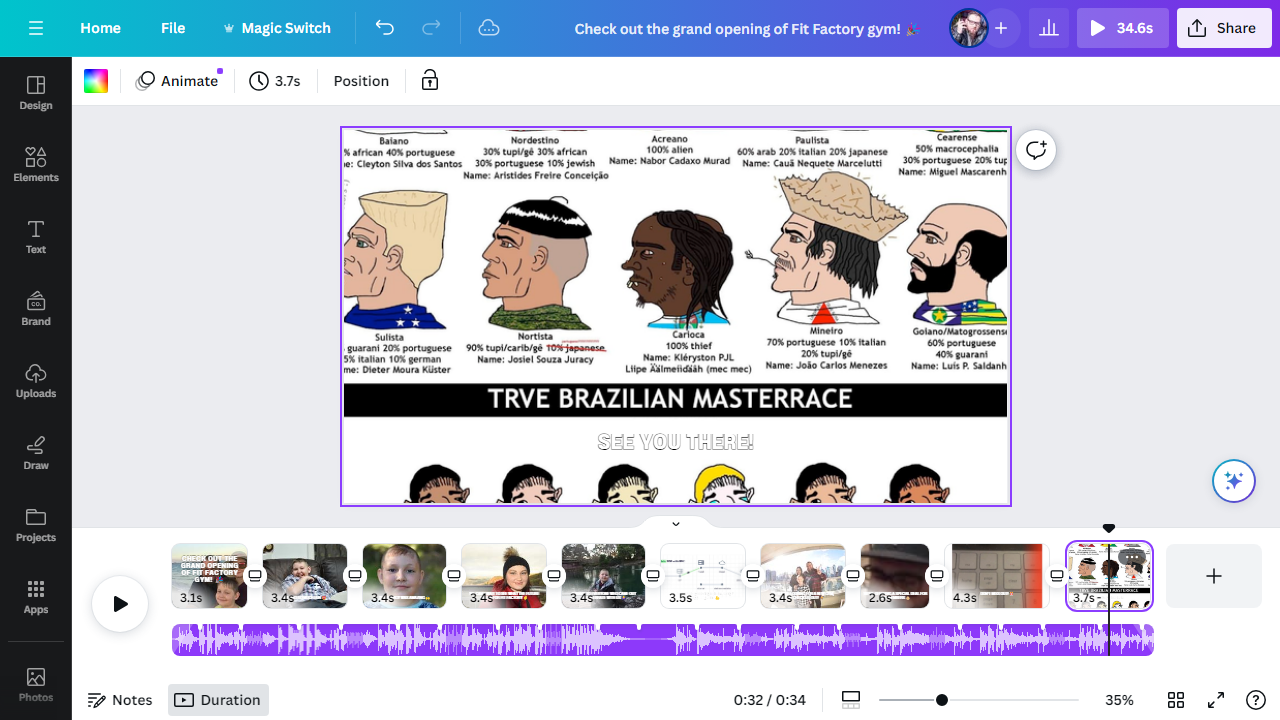 Home
File
Magic Switch
Check out the grand opening of Fit Factory gym! 🎉
34.6s
Share
Animate
3.7s
Position
Design
Elements
Text
Brand
CO.
Uploads
Draw
Projects
Apps
Photos
Baiano
% african 40% portuguese
e: Cleyton Silva dos Santos
Nordestino
30% tupi/gê 30% african
30% portuguese 10% jewish
Name: Aristides Freire Conceição
Acreano
100% alien
Name: Nabor Cadaxo Murad
Paulista
60% arab 20% italian 20% japanese
Name: Cauã Nequete Marcelutti
Cearense
50% macrocephalia
30% portuguese 20% tup
Name: Miguel Mascarenh
Sulista
guarani 20% portuguese
5% italian 10% german
me: Dieter Moura Küster
Nortista
90% tupi/carib/gê 10% japanese
Name: Josiel Souza Juracy
Carioca
100% thief
Name: Klëryston PJL
(mec mec)
Mineiro
70% portuguese 10% italian
20% tupi/gê
Name: João Carlos Menezes
Goiano/Matogrossens
60% portuguese
40% guarani
Name: Luis P. Saldanh
TRVE BRAZILIAN MASTERRACE
SEE YOU THERE!
CHECK OUT THE
GRAND OPENING
OF FIT FACTORY
GYM! 🎉
3.1s
3.4s
3.4s
3.4s
3.4s
3.5s
3.4s
2.6s
4.3s
3.7s
TRVE BRAZILIAN MASTERRACE
Notes
Duration
0:32 / 0:34
35%